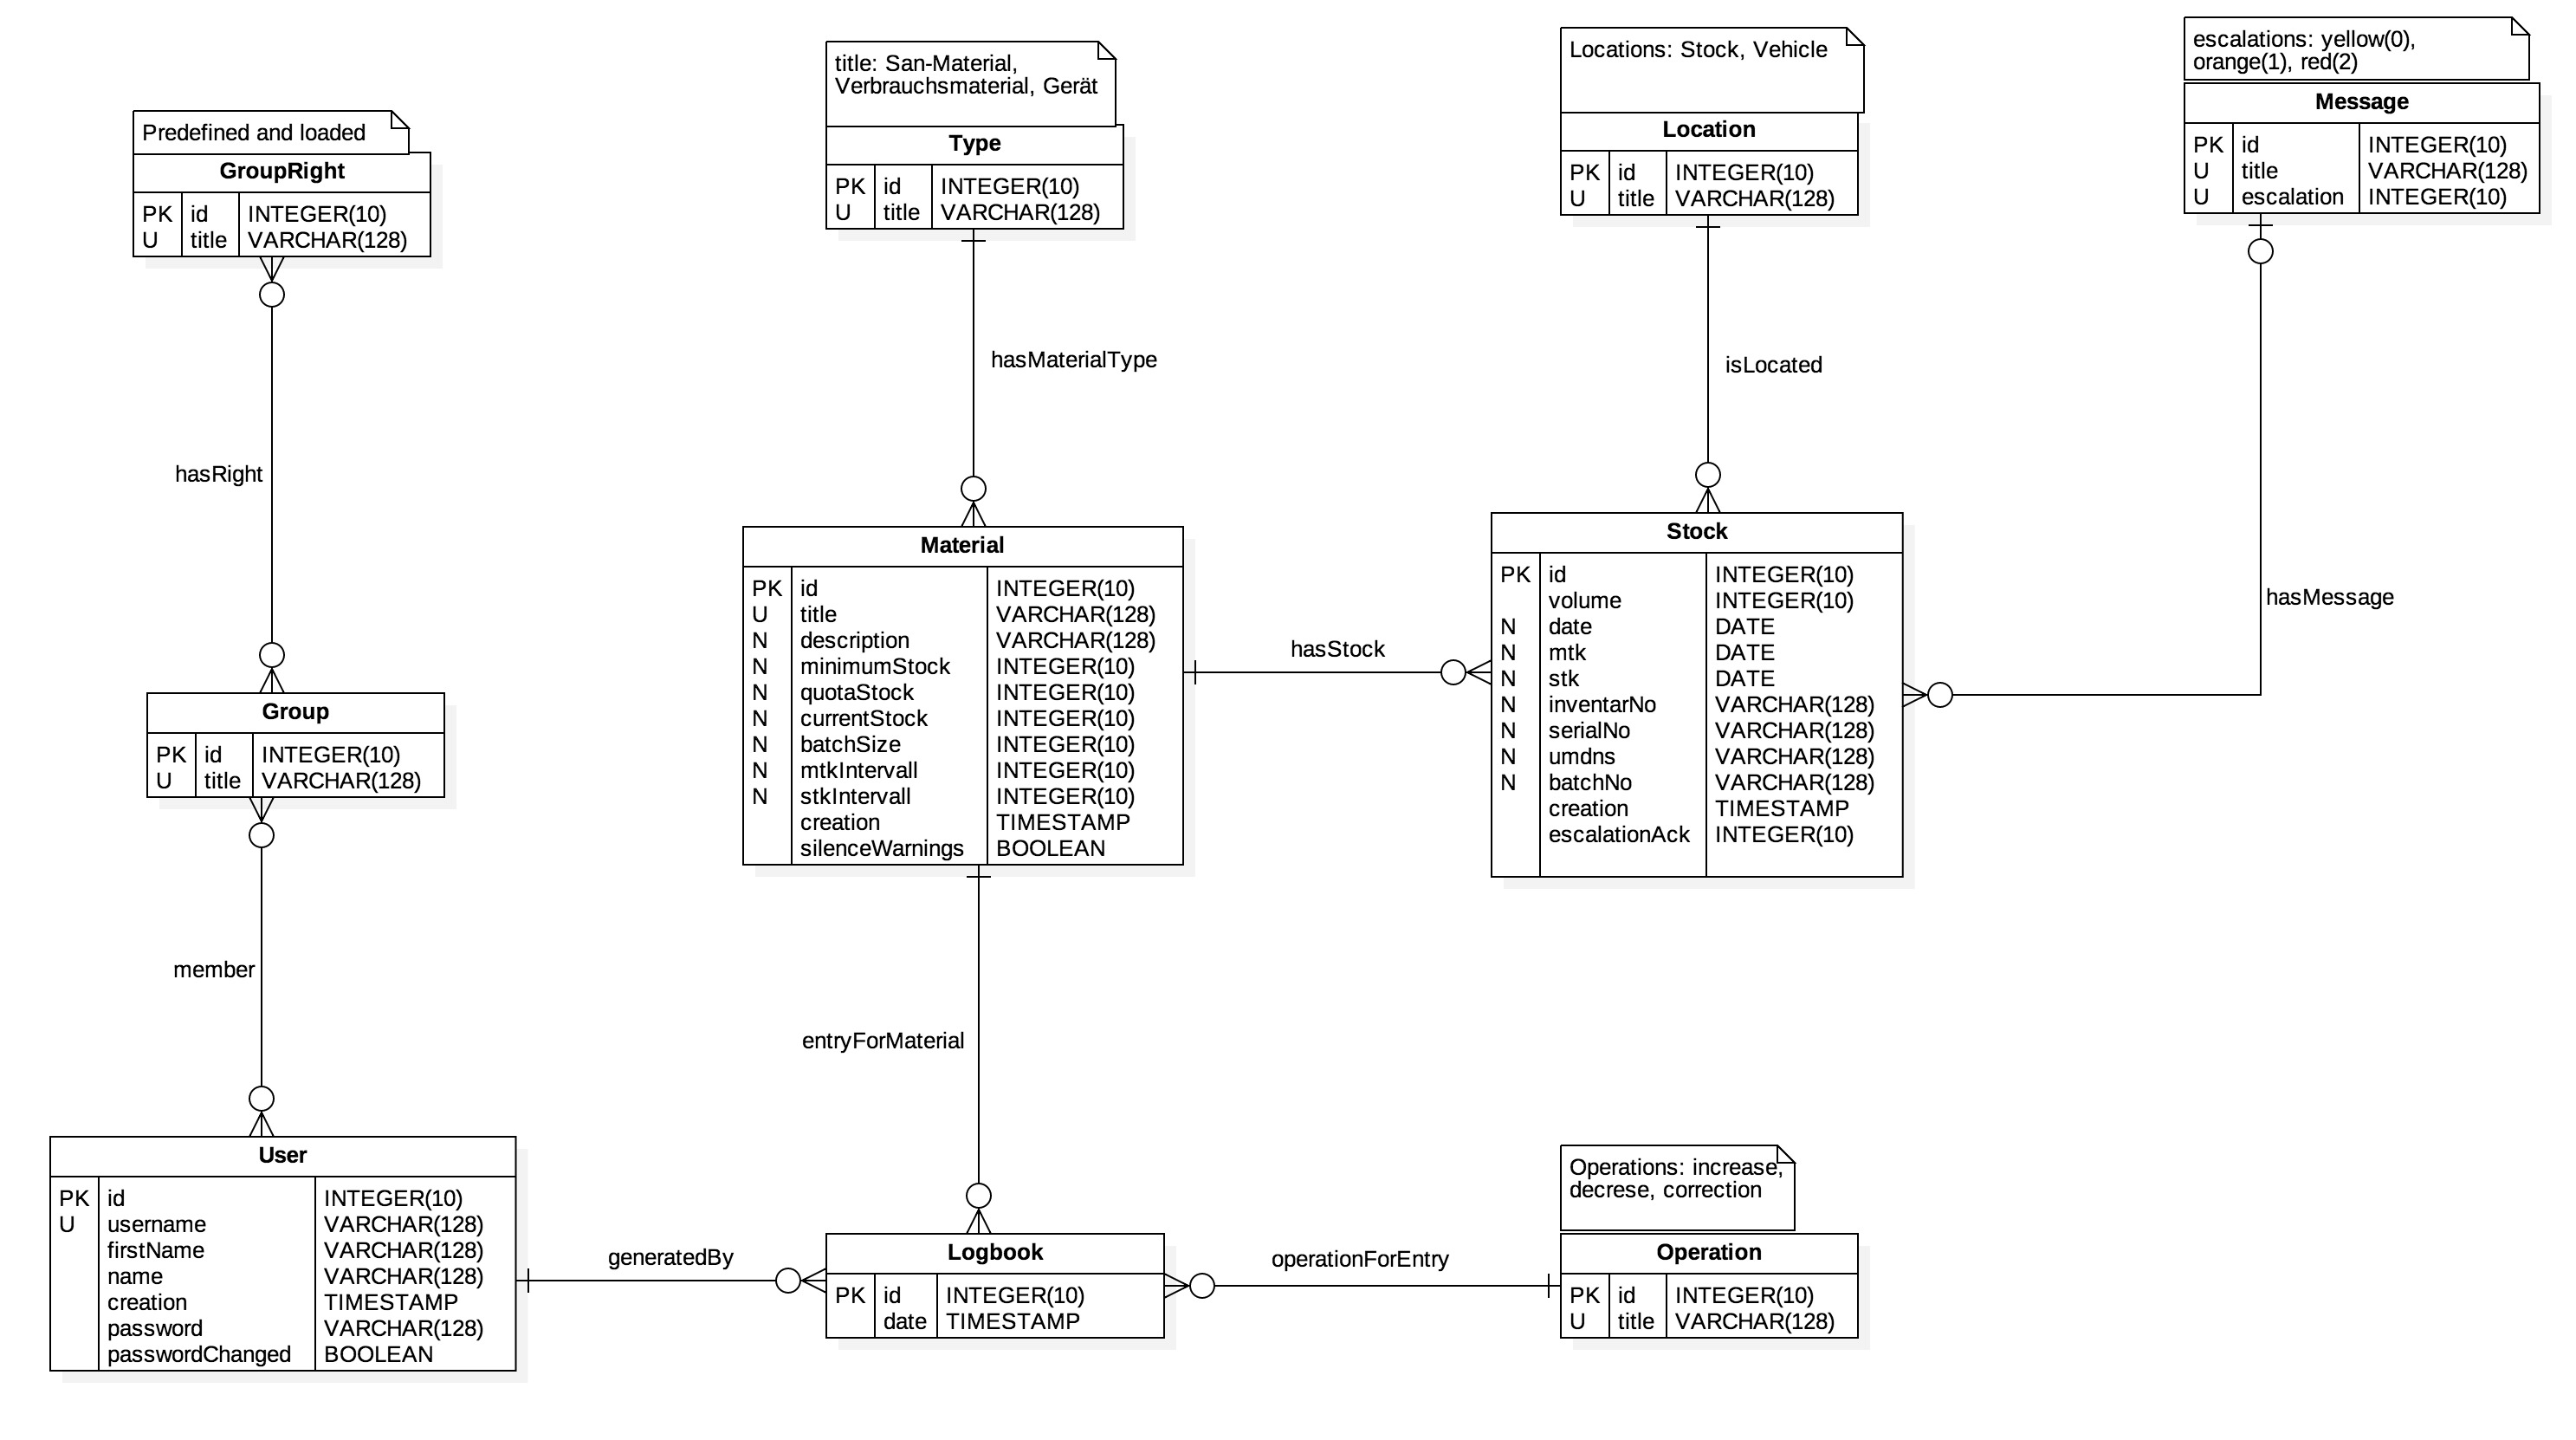 Predefined and loaded
GroupRight
PK id INTEGER(10)
U title VARCHAR(128)
hasRight
Group
PK id INTEGER(10)
U title VARCHAR(128)
member
User
PK id INTEGER(10)
U username VARCHAR(128)
firstName VARCHAR(128)
name VARCHAR(128)
creation TIMESTAMP
password VARCHAR(128)
passwordChanged BOOLEAN
generatedBy
title: San-Material,
Verbrauchsmaterial, Gerät
Type
PK id INTEGER(10)
U title VARCHAR(128)
hasMaterialType
Material
PK id INTEGER(10)
U title VARCHAR(128)
N description VARCHAR(128)
N minimumStock INTEGER(10)
N quotaStock INTEGER(10)
N currentStock INTEGER(10)
N batchSize INTEGER(10)
N mtkIntervall INTEGER(10)
N stkIntervall INTEGER(10)
creation TIMESTAMP
silenceWarnings BOOLEAN
entryForMaterial
Logbook
PK id INTEGER(10)
date TIMESTAMP
hasStock
operationForEntry
Locations: Stock, Vehicle
Location
PK id INTEGER(10)
U title VARCHAR(128)
isLocated
Stock
PK id INTEGER(10)
volume INTEGER(10)
N date DATE
N mtk DATE
N stk DATE
N inventarNo VARCHAR(128)
N serialNo VARCHAR(128)
N umdns VARCHAR(128)
N batchNo VARCHAR(128)
creation TIMESTAMP
escalationAck INTEGER(10)
Operations: increase,
decrese, correction
Operation
PK id INTEGER(10)
U title VARCHAR(128)
escalations: yellow(0),
orange(1), red(2)
Message
PK id INTEGER(10)
U title VARCHAR(128)
U escalation INTEGER(10)
hasMessage